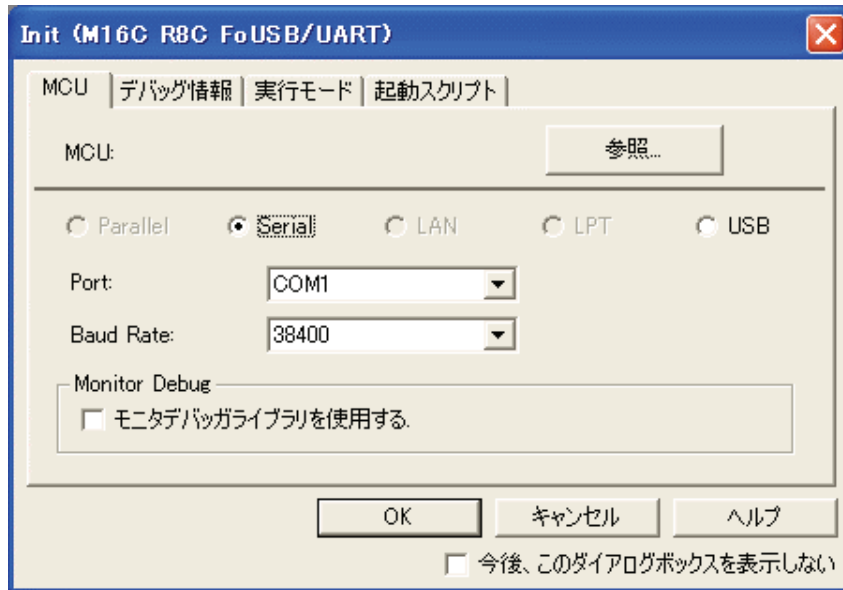 Init (M16C R8C FoUSB/UART)
MCU デバッグ情報 実行モード 起動スクリプト
MCU: 参照...
Parallel Serial LAN LPT USB
Port: COM1
Baud Rate: 38400
Monitor Debug
モニタデバッガライブラリを使用する.
OK キャンセル ヘルプ
今後、このダイアログボックスを表示しない